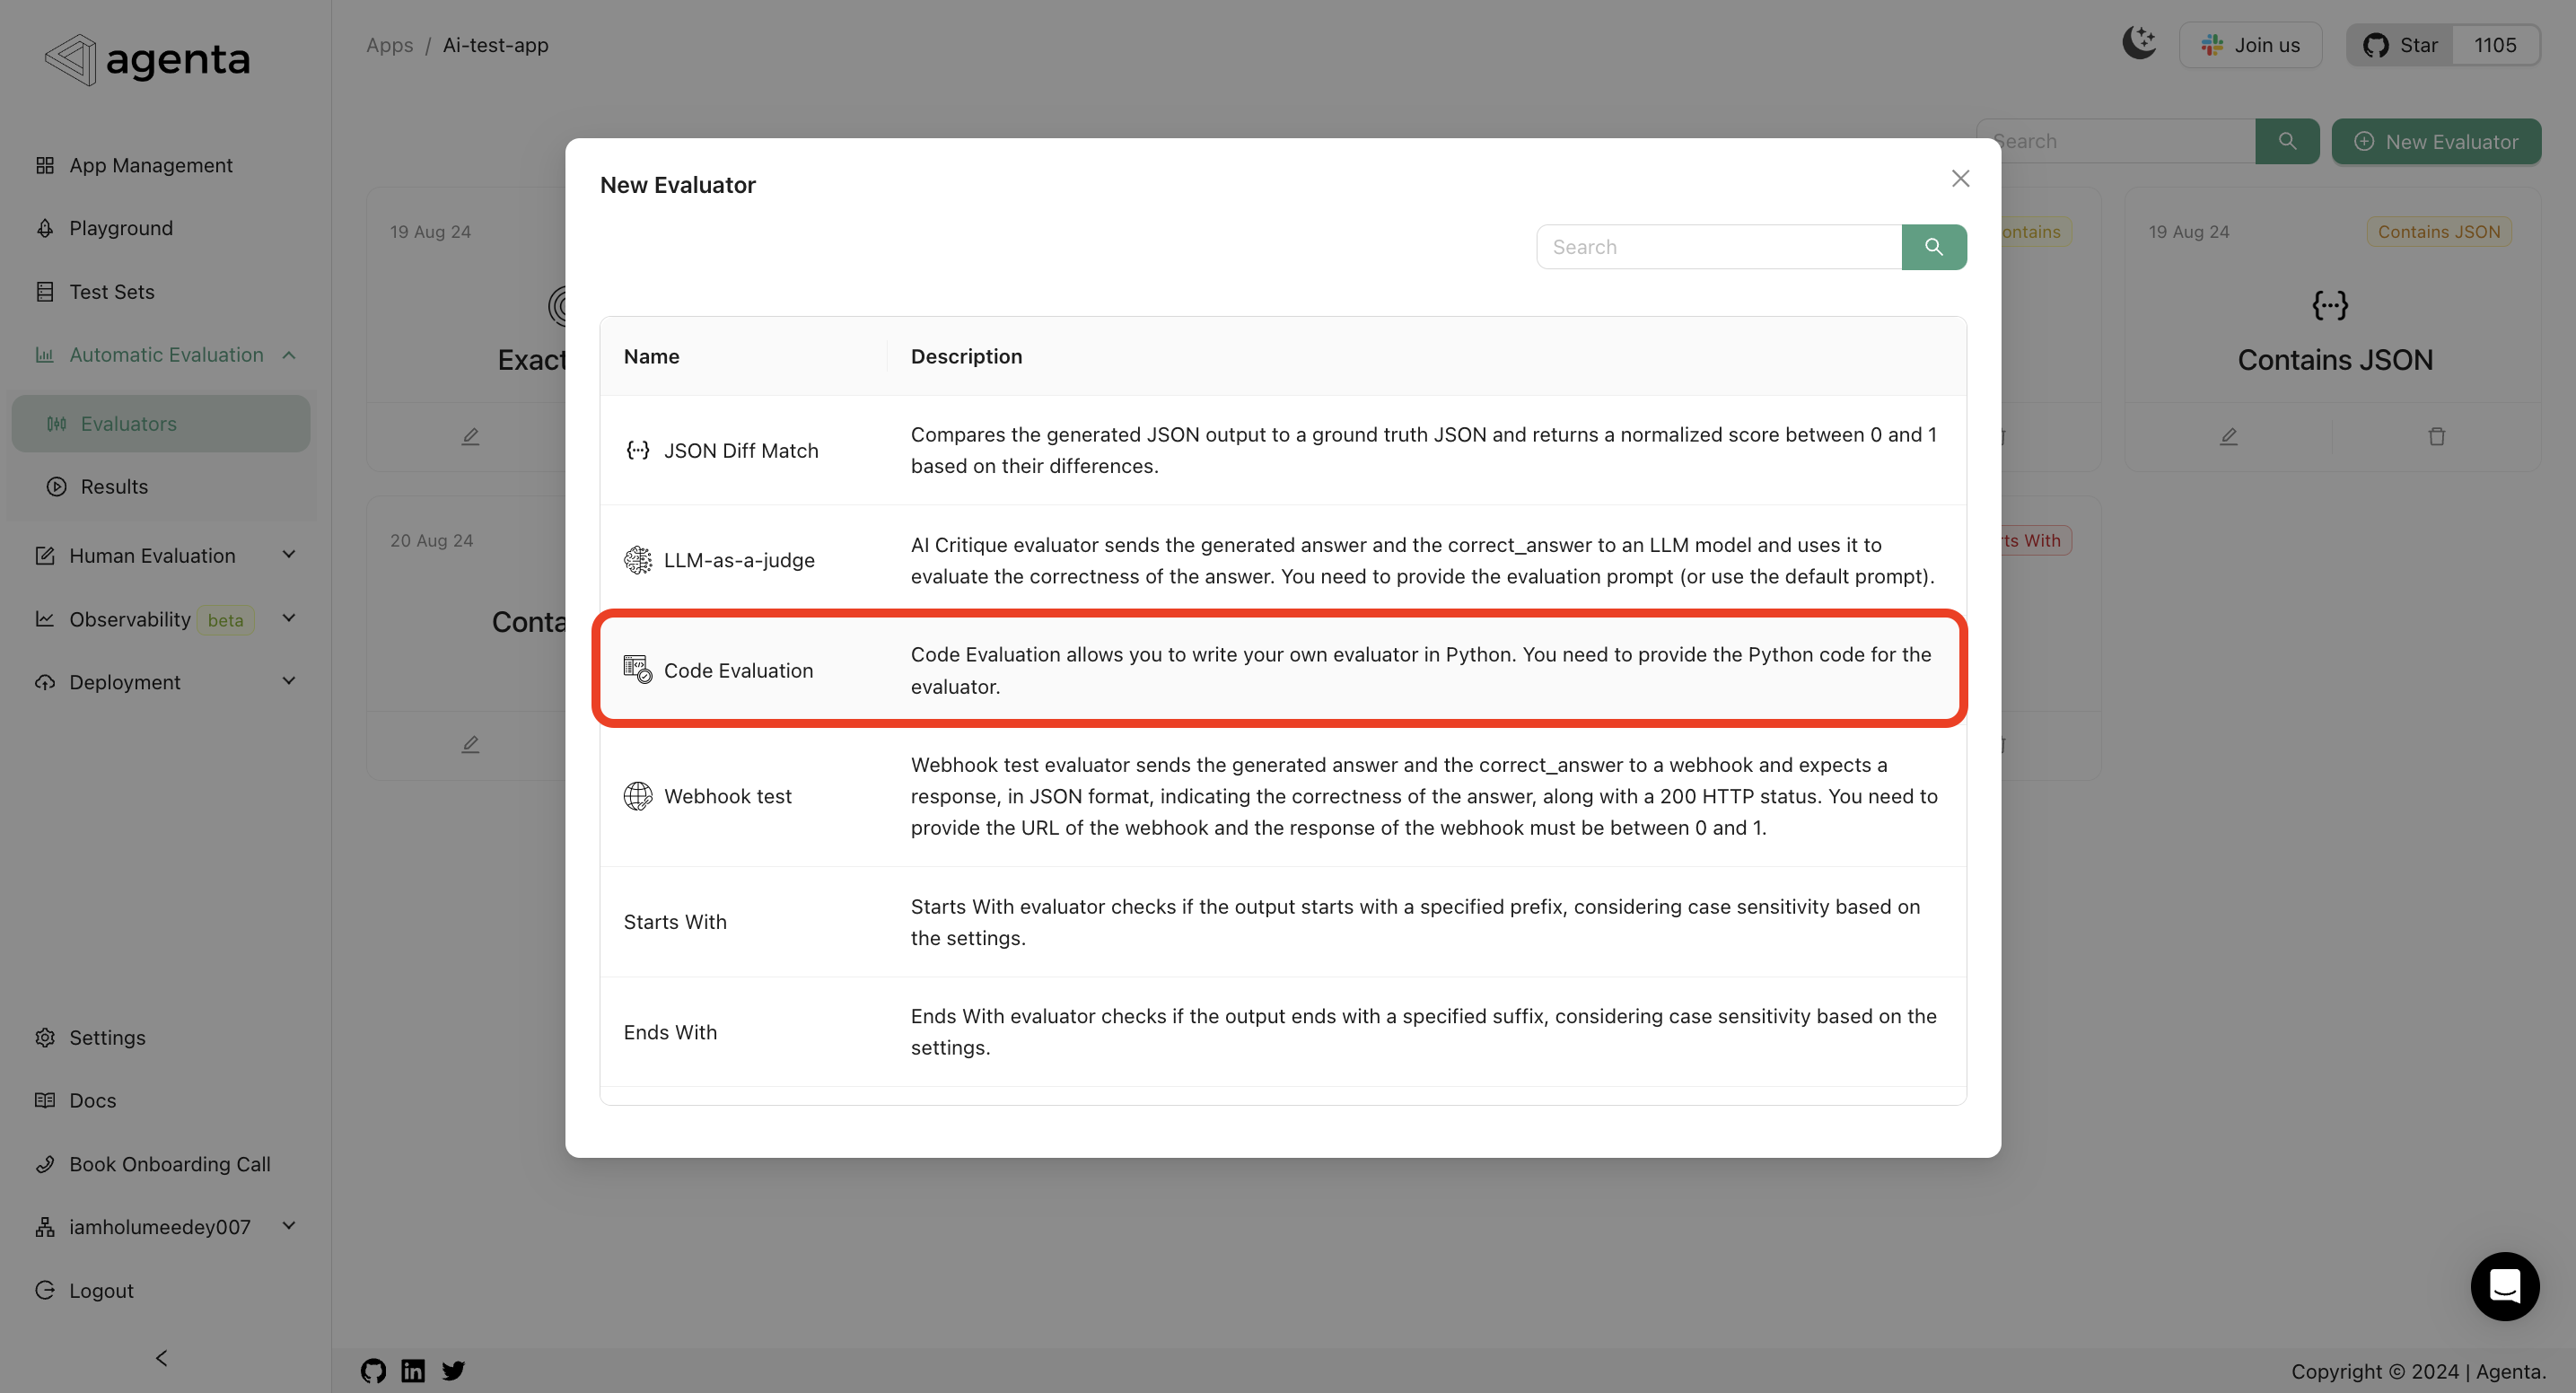 agenta
Apps / Ai-test-app
Join us
Star 1105
App Management
Playground
Test Sets
Automatic Evaluation
Evaluators
Results
Human Evaluation
Observability beta
Deployment
Settings
Docs
Book Onboarding Call
iamholumeedey007
Logout
Search
New Evaluator
19 Aug 24
Exact
20 Aug 24
Conta
ontains
rts With
19 Aug 24
Contains JSON
Contains JSON
New Evaluator
Search
Name
Description
JSON Diff Match
Compares the generated JSON output to a ground truth JSON and returns a normalized score between 0 and 1
based on their differences.
LLM-as-a-judge
AI Critique evaluator sends the generated answer and the correct_answer to an LLM model and uses it to
evaluate the correctness of the answer. You need to provide the evaluation prompt (or use the default prompt).
Code Evaluation
Code Evaluation allows you to write your own evaluator in Python. You need to provide the Python code for the
evaluator.
Webhook test
Webhook test evaluator sends the generated answer and the correct_answer to a webhook and expects a
response, in JSON format, indicating the correctness of the answer, along with a 200 HTTP status. You need to
provide the URL of the webhook and the response of the webhook must be between 0 and 1.
Starts With
Starts With evaluator checks if the output starts with a specified prefix, considering case sensitivity based on
the settings.
Ends With
Ends With evaluator checks if the output ends with a specified suffix, considering case sensitivity based on the
settings.
Copyright © 2024 | Agenta.